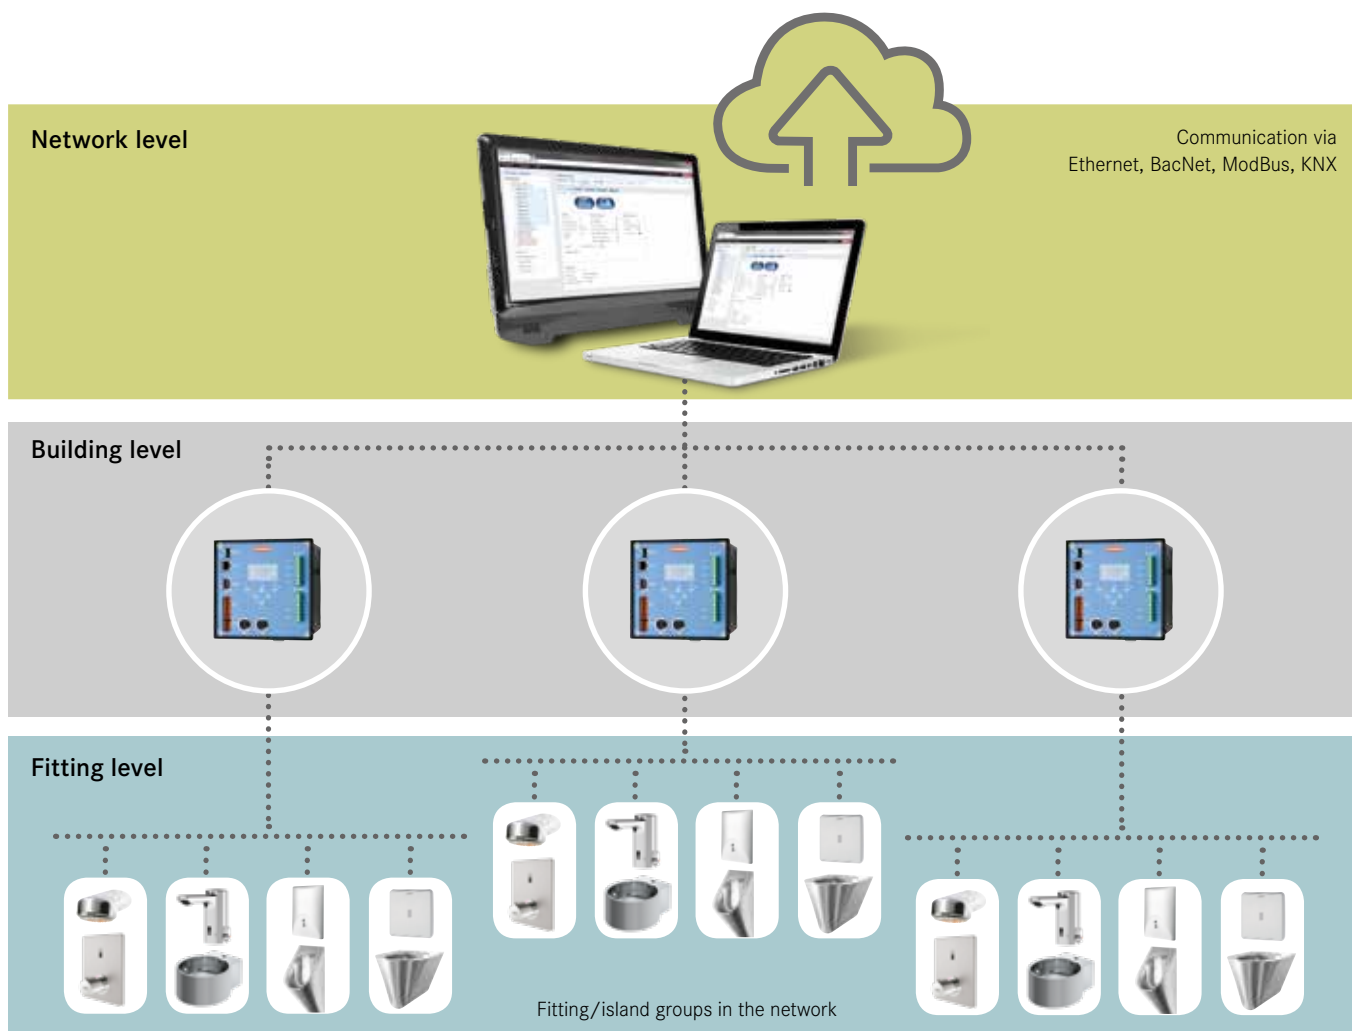 Network level
Communication via
Ethernet, BacNet, ModBus, KNX
Building level
Fitting level
Fitting/island groups in the network